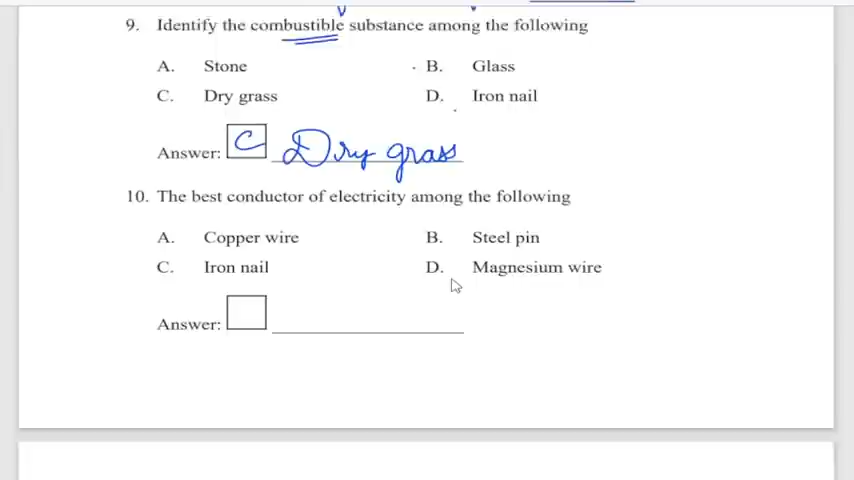 9. Identify the combustible substance among the following
A. Stone B. Glass
C. Dry grass D. Iron nail
Answer: C Dry grass
10. The best conductor of electricity among the following
A. Copper wire B. Steel pin
C. Iron nail D. Magnesium wire
Answer: